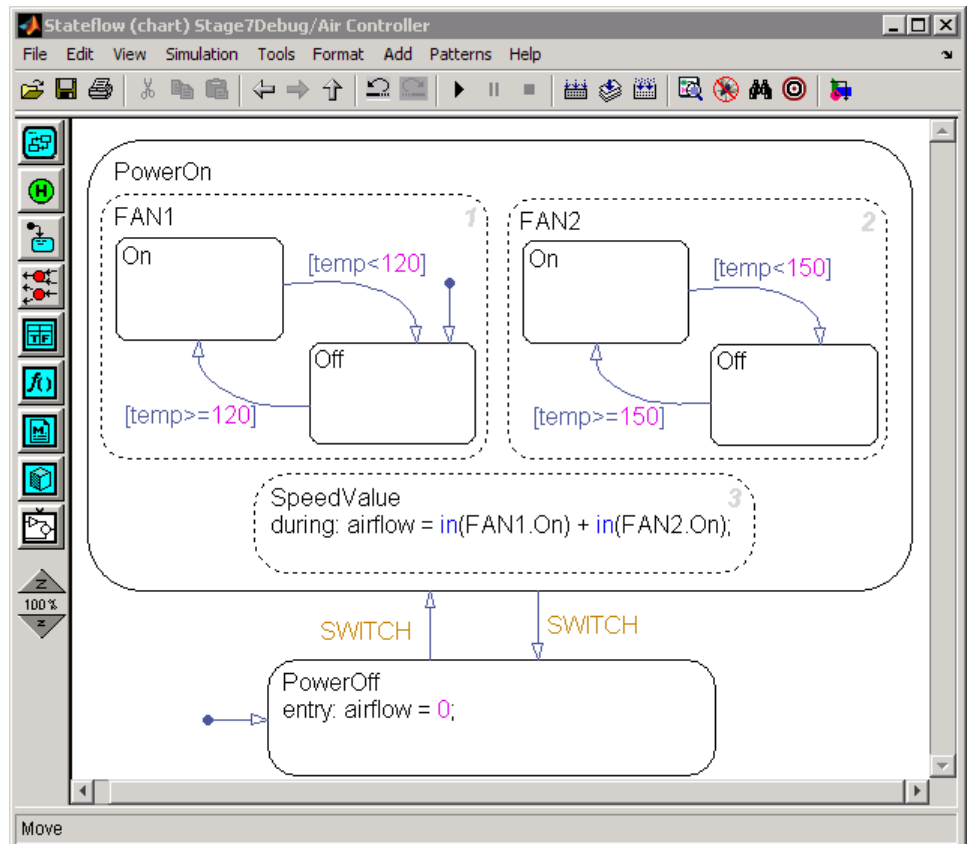 Stateflow (chart) Stage7Debug/Air Controller
File Edit View Simulation Tools Format Add Patterns Help
PowerOn
FAN1
1
On
[temp<120]
Off
[temp>=120]
FAN2
2
On
[temp<150]
Off
[temp>=150]
SpeedValue
3
during: airflow = in(FAN1.On) + in(FAN2.On);
SWITCH
SWITCH
PowerOff
entry: airflow = 0;
H
TF
f()
M
Z
100 %
z
Move